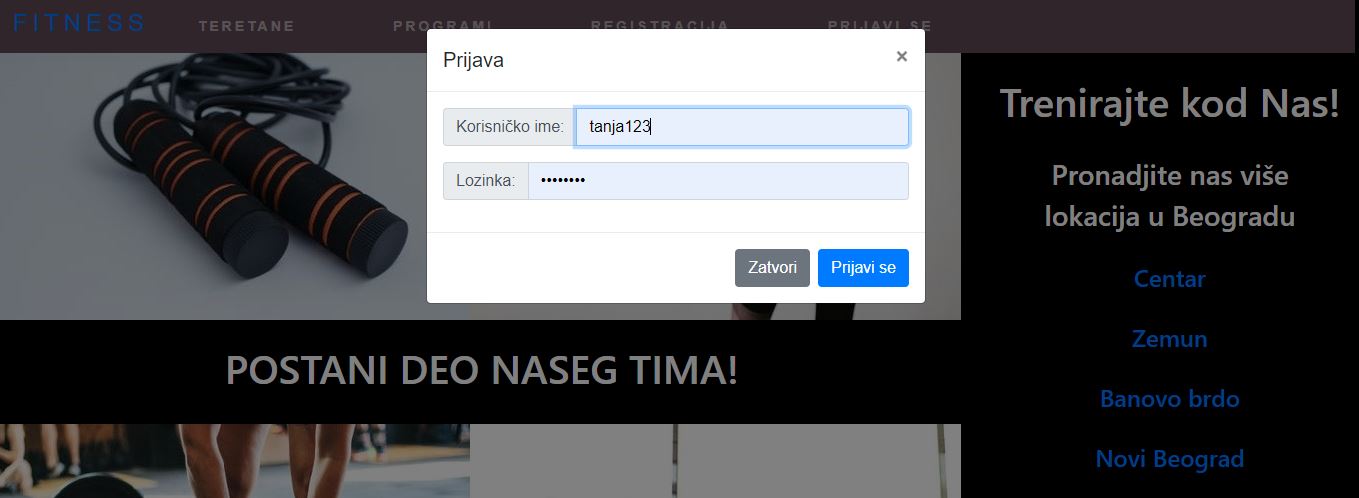 FITNESS TERETANE PROGRAMI REGISTRACIJA PRIJAVI SE
Prijava ×
Korisničko ime: tanja123
Lozinka: ••••••••
Zatvori Prijavi se
POSTANI DEO NASEG TIMA!
Trenirajte kod Nas!
Pronadjite nas više
lokacija u Beogradu
Centar
Zemun
Banovo brdo
Novi Beograd